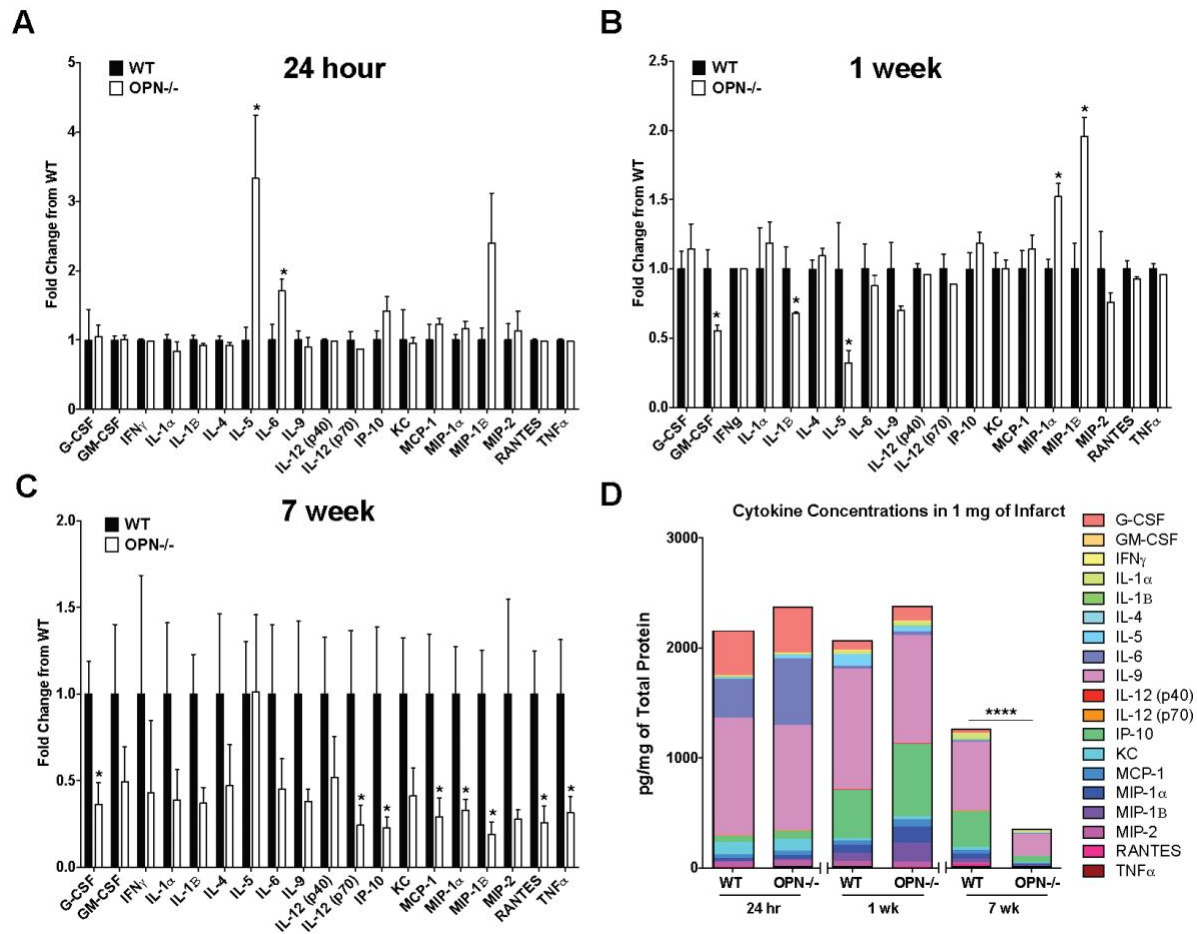 A
24 hour
WT
OPN-/-
Fold Change from WT
5
4
3
2
1
0
*
*
G-CSF
GM-CSF
IFNγ
IL-1α
IL-1B
IL-4
IL-5
IL-6
IL-9
IL-12 (p40)
IL-12 (p70)
IP-10
KC
MCP-1
MIP-1α
MIP-1B
MIP-2
RANTES
TNFα
B
1 week
WT
OPN-/-
Fold Change from WT
2.5
2.0
1.5
1.0
0.5
0.0
*
*
*
*
*
G-CSF
GM-CSF
IFNg
IL-1α
IL-1B
IL-4
IL-5
IL-6
IL-9
IL-12 (p40)
IL-12 (p70)
IP-10
KC
MCP-1
MIP-1α
MIP-1B
MIP-2
RANTES
TNFα
C
7 week
WT
OPN-/-
Fold Change from WT
2.0
1.5
1.0
0.5
0.0
*
*
*
*
*
*
*
*
G-CSF
GM-CSF
IFNγ
IL-1α
IL-1B
IL-4
IL-5
IL-6
IL-9
IL-12 (p40)
IL-12 (p70)
IP-10
KC
MCP-1
MIP-1α
MIP-1B
MIP-2
RANTES
TNFα
D
Cytokine Concentrations in 1 mg of Infarct
pg/mg of Total Protein
3000
2000
1000
0
****
WT OPN-/- WT OPN-/- WT OPN-/-
24 hr 1 wk 7 wk
G-CSF
GM-CSF
IFNγ
IL-1α
IL-1B
IL-4
IL-5
IL-6
IL-9
IL-12 (p40)
IL-12 (p70)
IP-10
KC
MCP-1
MIP-1α
MIP-1B
MIP-2
RANTES
TNFα